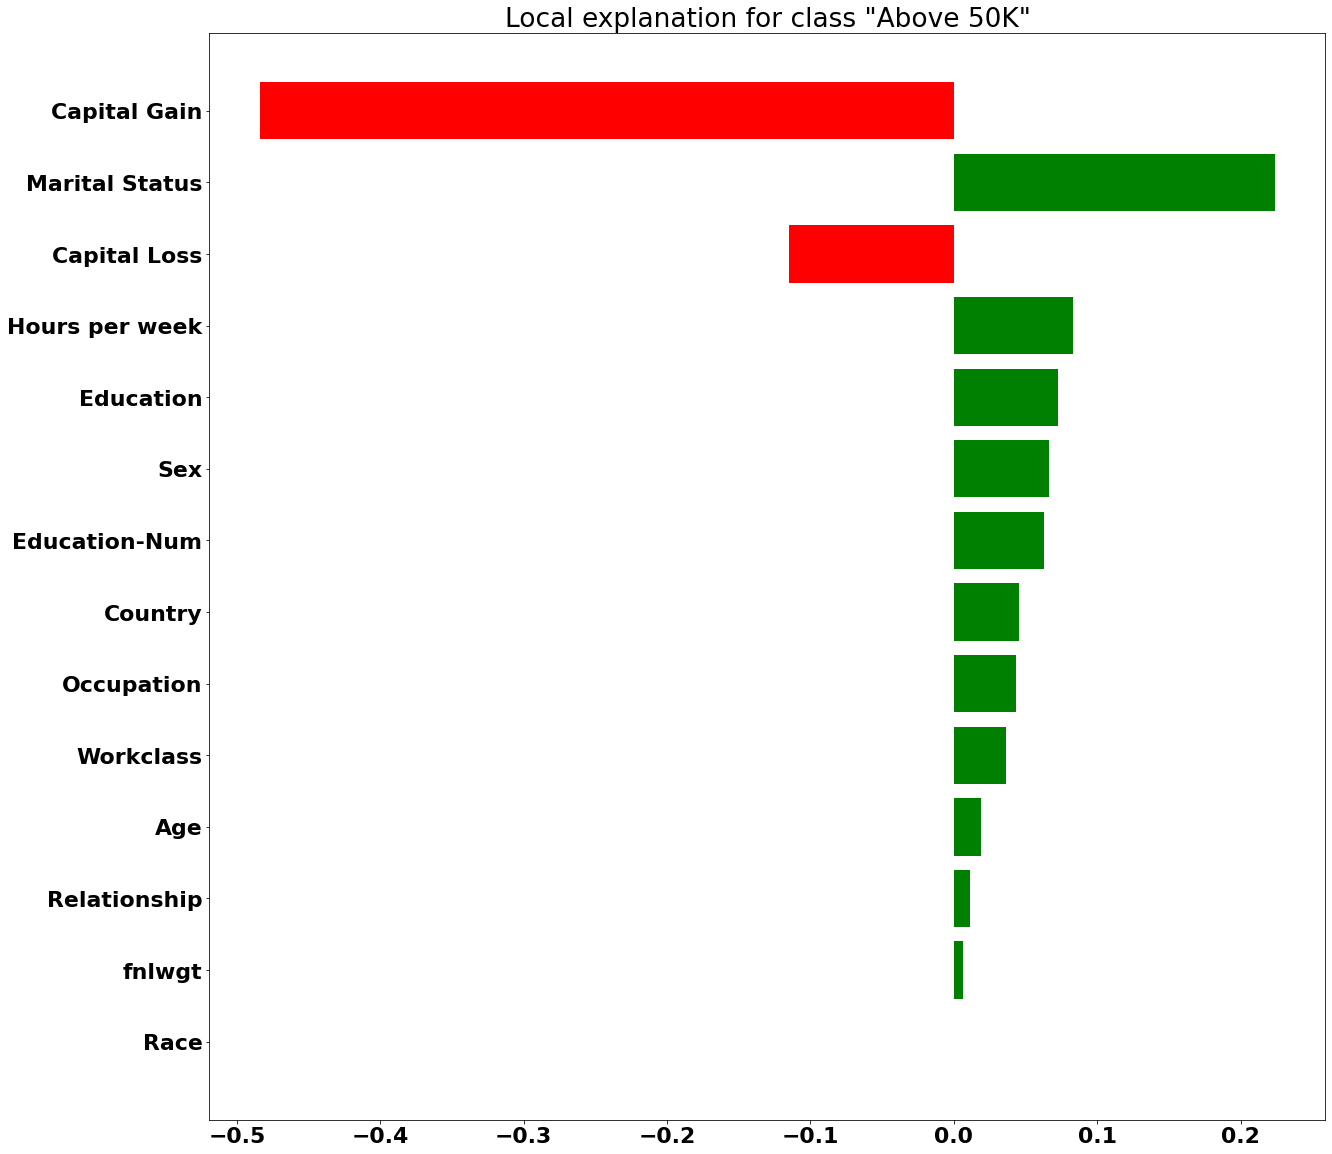 Local explanation for class "Above 50K"
Capital Gain
Marital Status
Capital Loss
Hours per week
Education
Sex
Education-Num
Country
Occupation
Workclass
Age
Relationship
fnlwgt
Race
−0.5 −0.4 −0.3 −0.2 −0.1 0.0 0.1 0.2